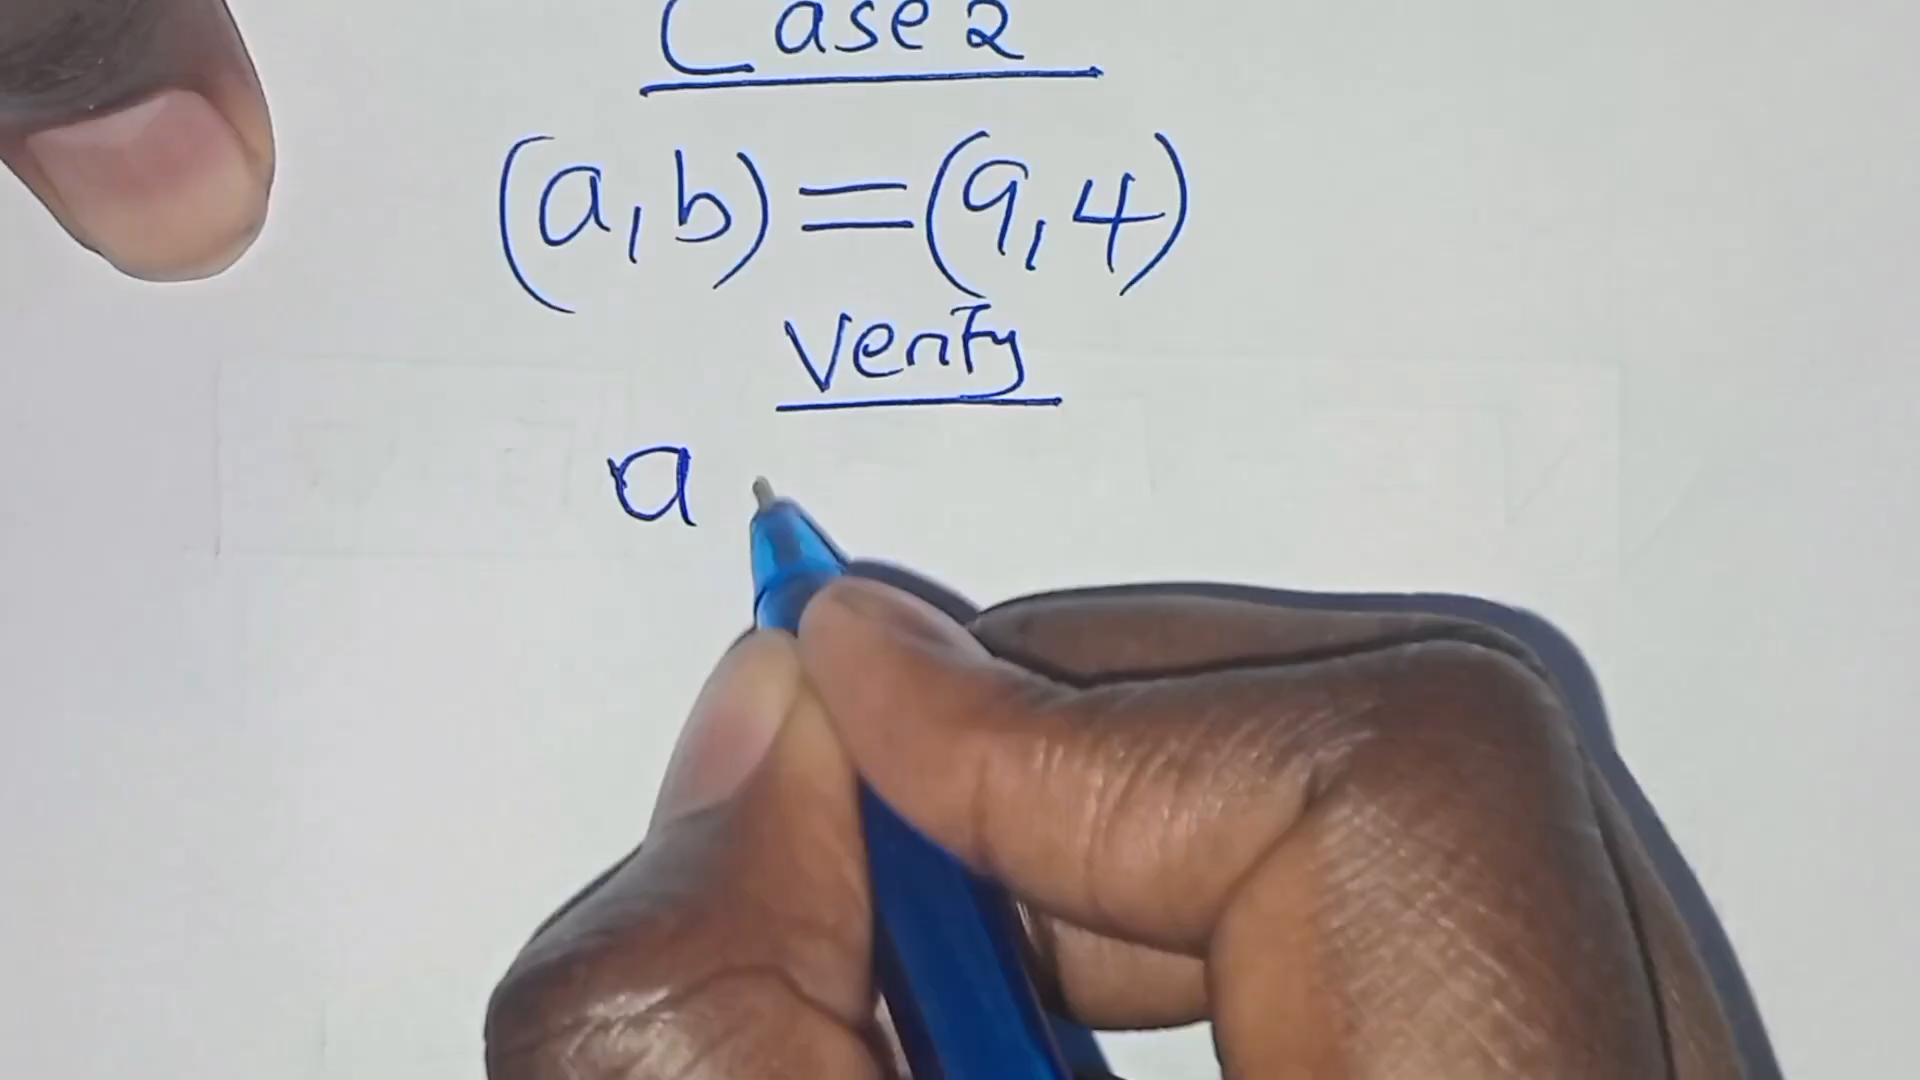 Case 2
(a, b) = (9, 4)
Verify
a